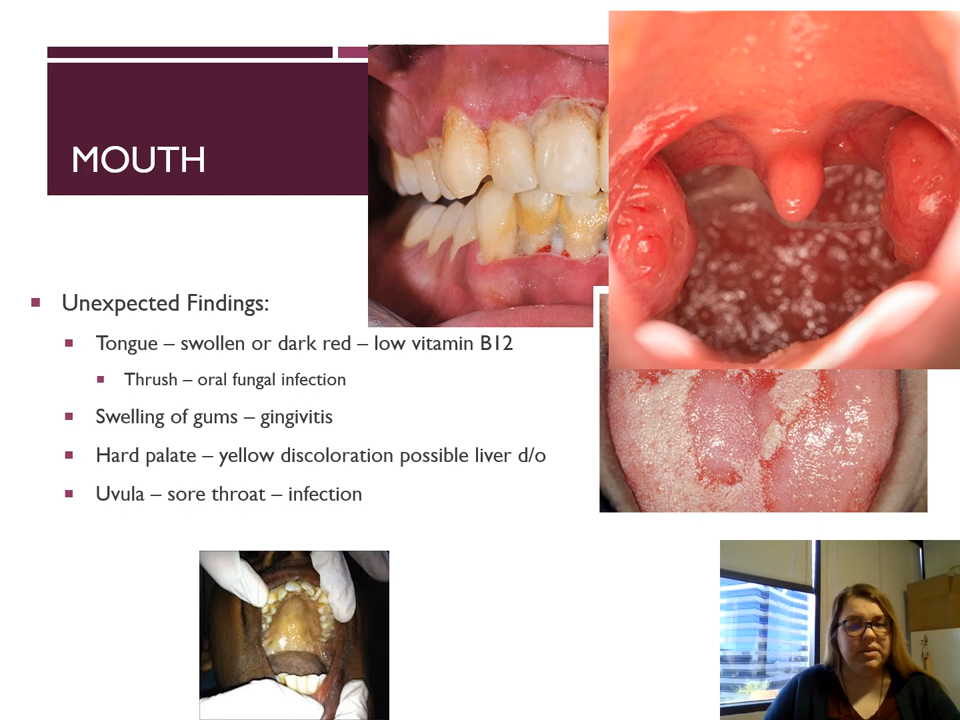 MOUTH
Unexpected Findings:
Tongue – swollen or dark red – low vitamin B12
Thrush – oral fungal infection
Swelling of gums – gingivitis
Hard palate – yellow discoloration possible liver d/o
Uvula – sore throat – infection